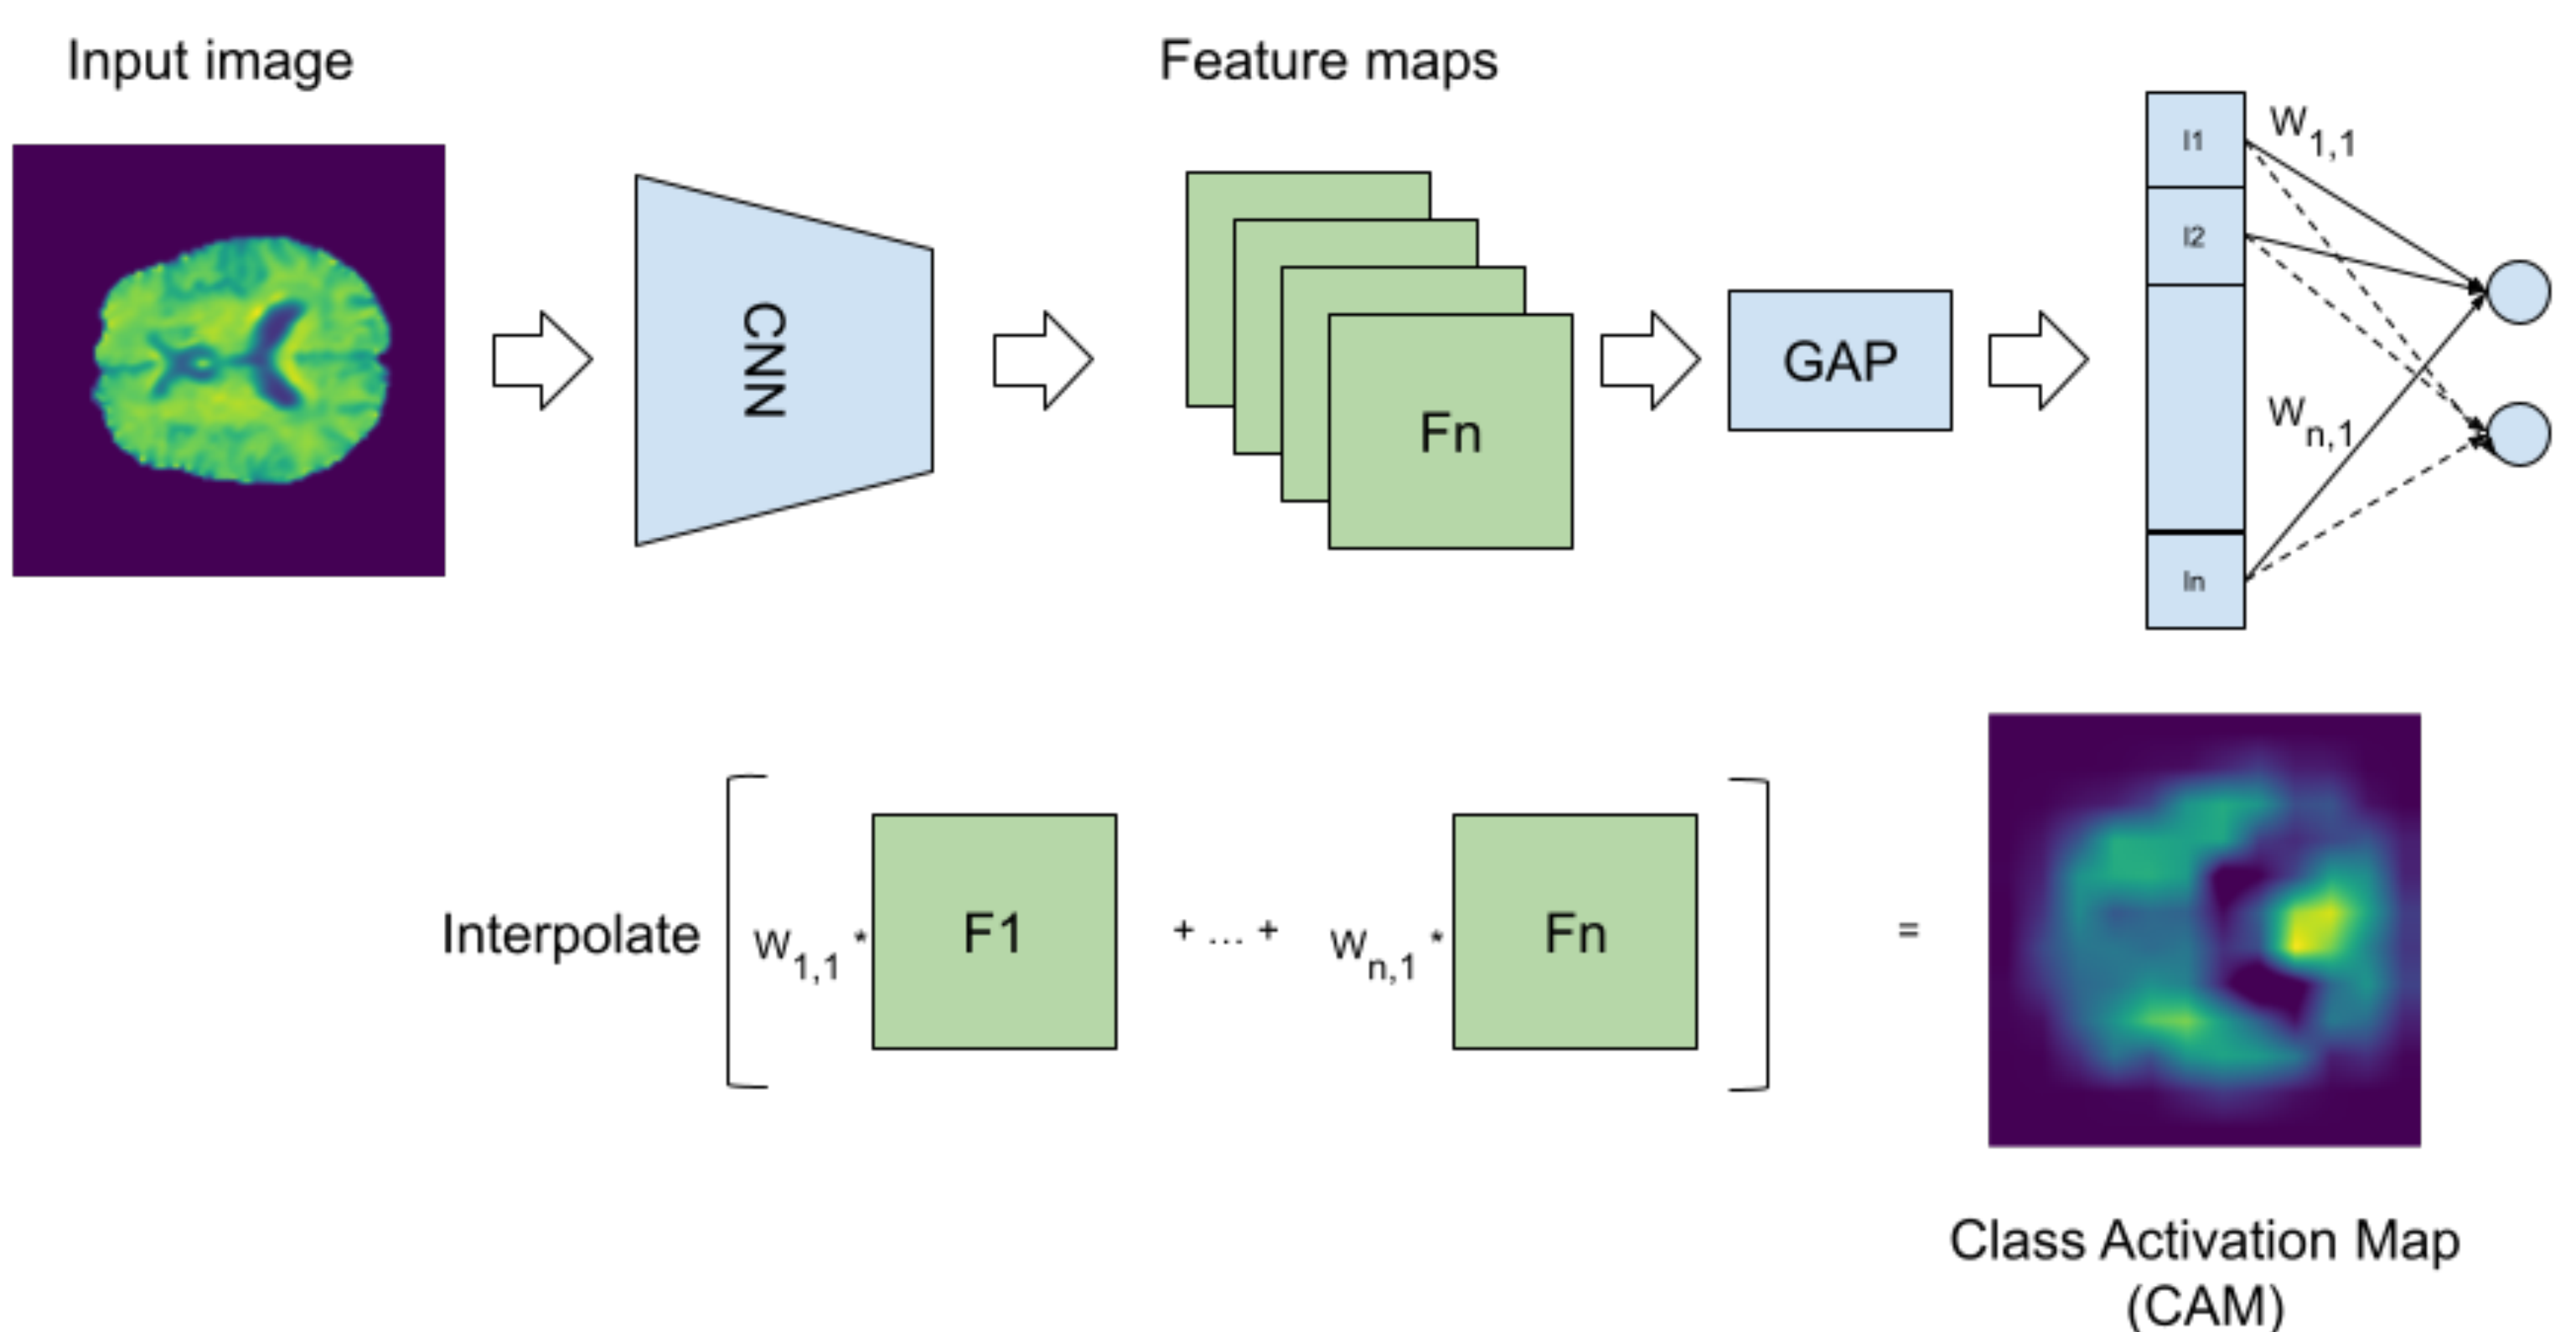 Input image
Feature maps
CNN
Fn
GAP
I1
I2
In
W1,1
Wn,1
Interpolate
W1,1 *
F1
+ ... +
Wn,1 *
Fn
=
Class Activation Map
(CAM)